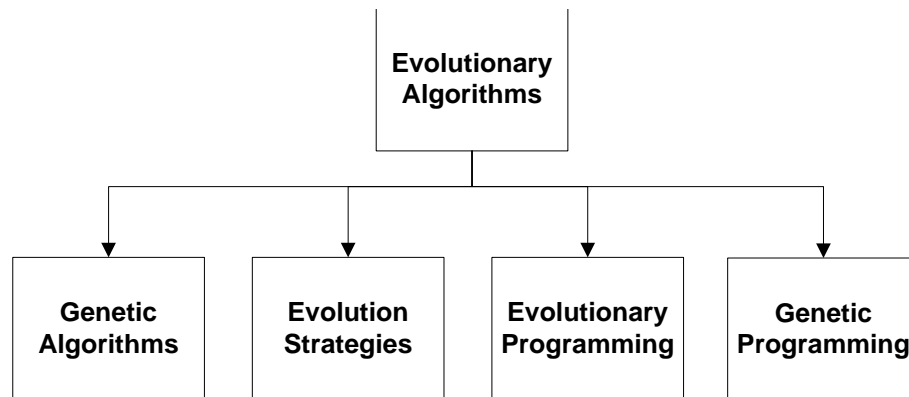 Evolutionary
Algorithms
Genetic
Algorithms
Evolution
Strategies
Evolutionary
Programming
Genetic
Programming